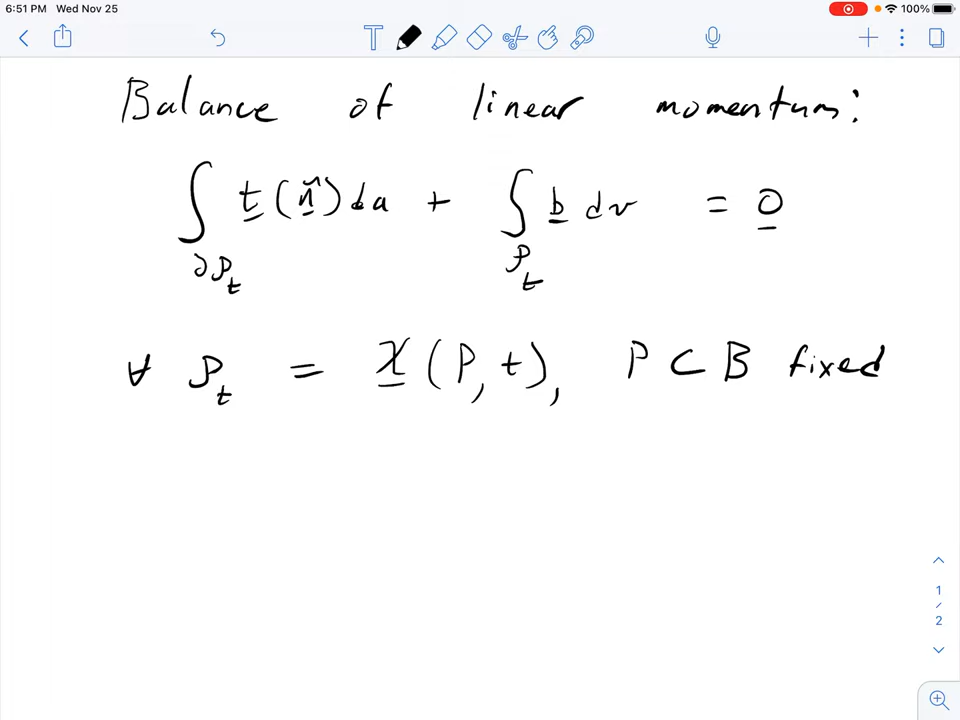 6:51 PM Wed Nov 25 100%
T
Balance of linear momentum:
∫_{∂𝒫_t} t̲(n̲̂) da + ∫_{𝒫_t} b̲ dv = 0̲
∀ 𝒫_t = χ̲(P, t), P ⊂ B fixed
1
/
2